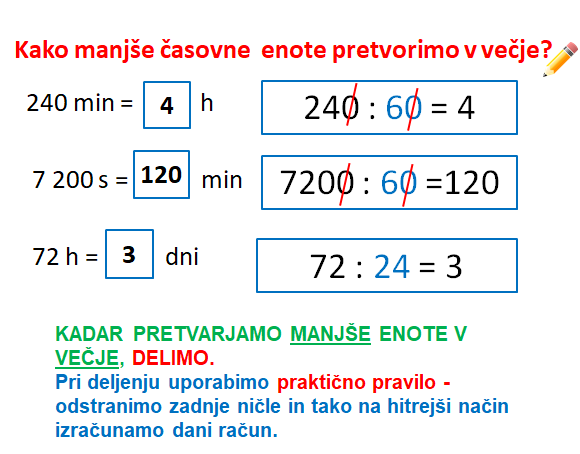 Kako manjše časovne enote pretvorimo v večje?
240 min = 4 h 240 : 60 = 4
7 200 s = 120 min 7200 : 60 =120
72 h = 3 dni 72 : 24 = 3
KADAR PRETVARJAMO MANJŠE ENOTE V
VEČJE, DELIMO.
Pri deljenju uporabimo praktično pravilo -
odstranimo zadnje ničle in tako na hitrejši način
izračunamo dani račun.